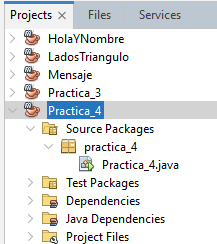 Projects Files Services
HolaYNombre
LadosTriangulo
Mensaje
Practica_3
Practica_4
Source Packages
practica_4
Practica_4.java
Test Packages
Dependencies
Java Dependencies
Project Files